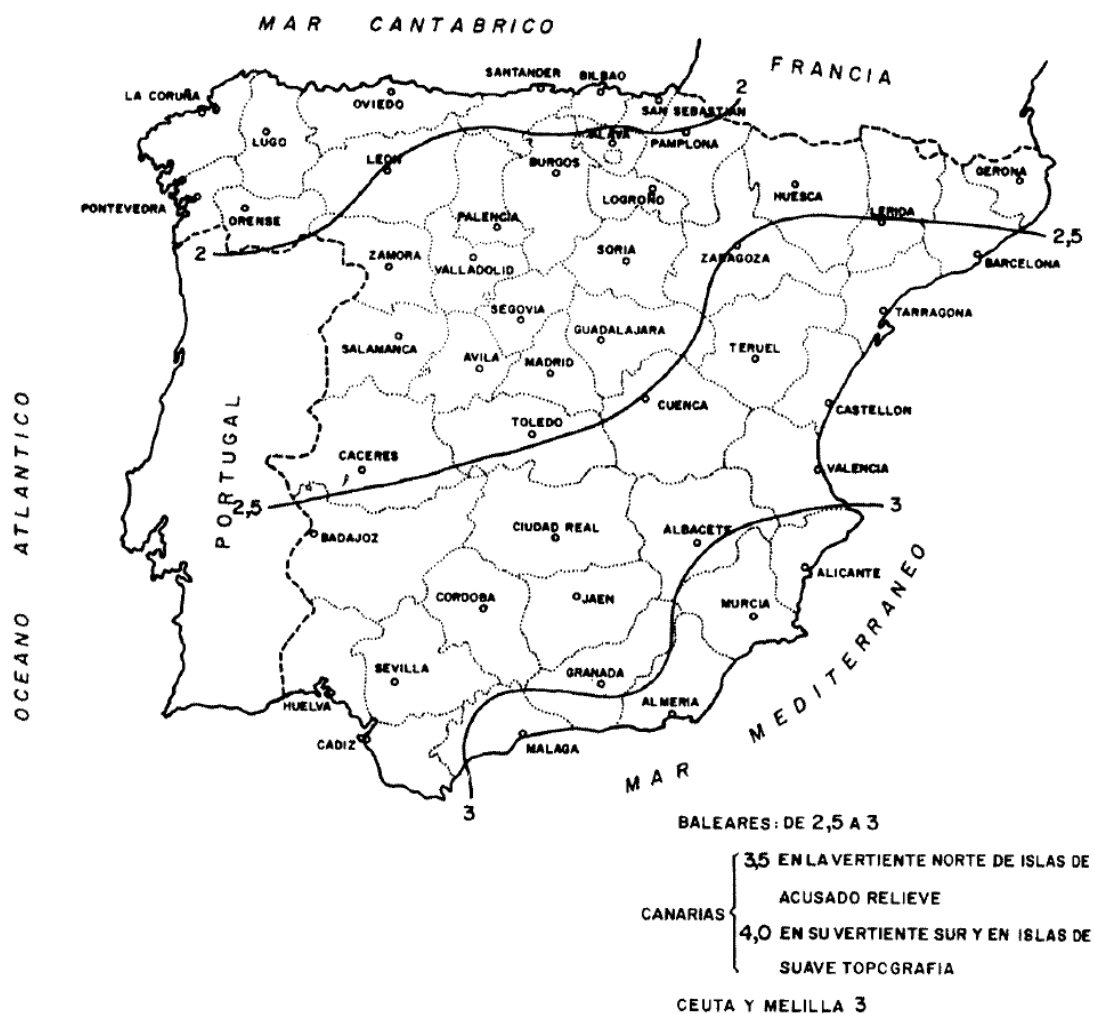 MAR CANTABRICO
FRANCIA
SANTANDER
BILBAO
LA CORUÑA
OVIEDO
SAN SEBASTIAN
2
LUGO
ALAVA
PAMPLONA
LEON
BURGOS
GERONA
HUESCA
PONTEVEDRA
ORENSE
LOGROÑO
PALENCIA
LERIDA
2
2,5
ZAMORA
VALLADOLID
SORIA
ZARAGOZA
BARCELONA
SEGOVIA
TARRAGONA
SALAMANCA
GUADALAJARA
AVILA
MADRID
TERUEL
CUENCA
CASTELLON
TOLEDO
CACERES
VALENCIA
PORTUGAL
OCEANO ATLANTICO
2,5
3
BADAJOZ
CIUDAD REAL
ALBACETE
ALICANTE
CORDOBA
JAEN
MURCIA
SEVILLA
GRANADA
HUELVA
ALMERIA
CADIZ
MALAGA
MAR MEDITERRANEO
3
BALEARES: DE 2,5 A 3
3,5 EN LA VERTIENTE NORTE DE ISLAS DE
ACUSADO RELIEVE
CANARIAS
4,0 EN SU VERTIENTE SUR Y EN ISLAS DE
SUAVE TOPOGRAFIA
CEUTA Y MELILLA 3